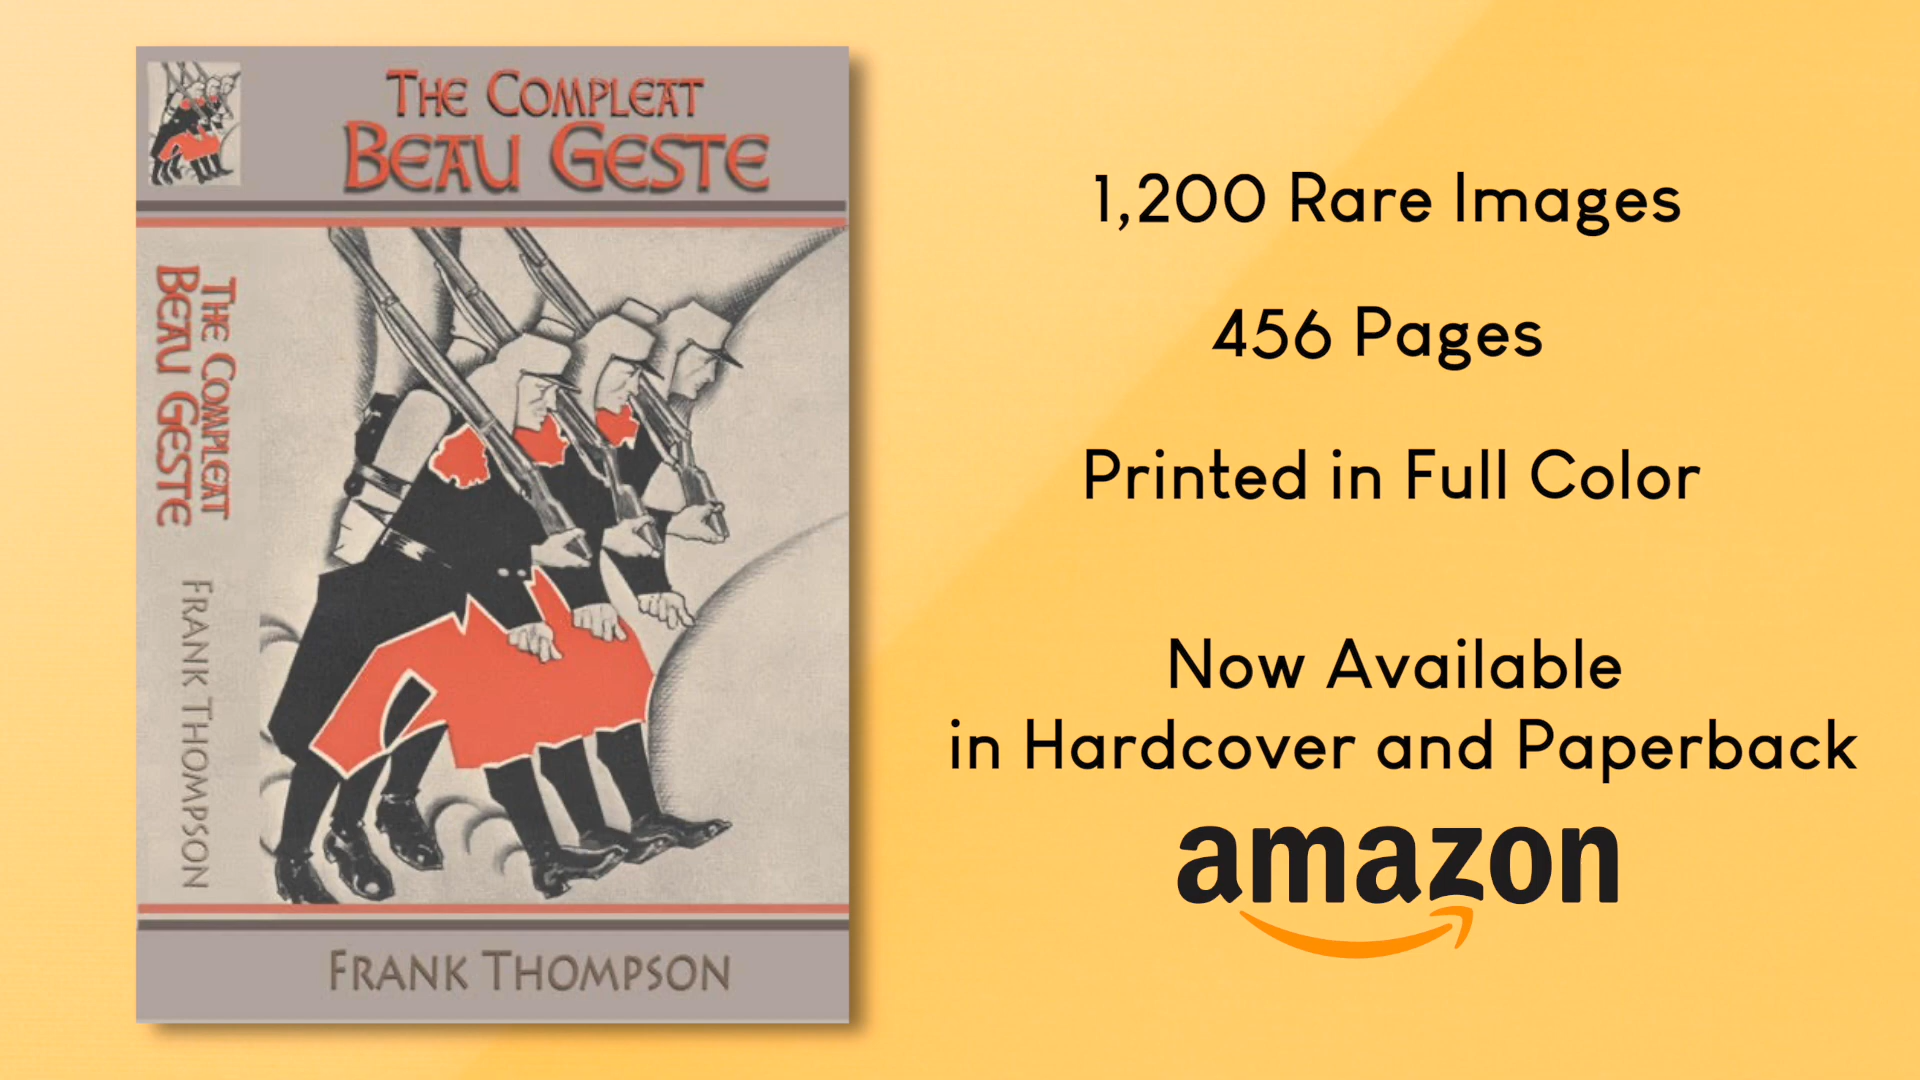 The Compleat
Beau Geste
The Compleat
Beau Geste
Frank Thompson
Frank Thompson
1,200 Rare Images
456 Pages
Printed in Full Color
Now Available
in Hardcover and Paperback
amazon